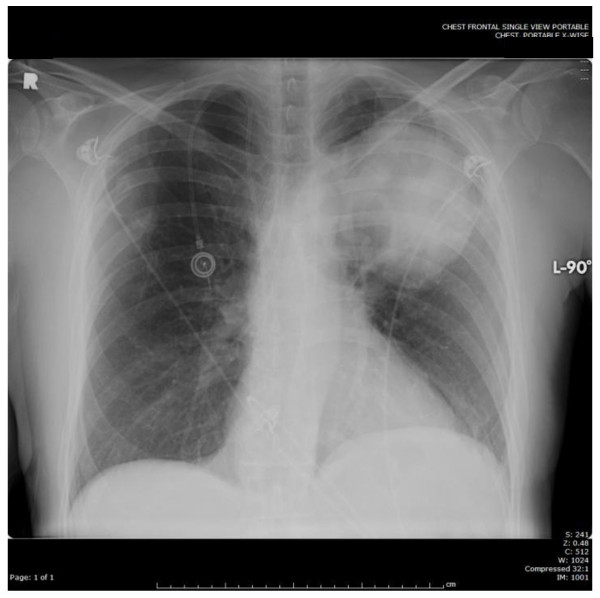 CHEST FRONTAL SINGLE VIEW PORTABLE
CHEST, PORTABLE X-WISE
R
L-90°
S: 241
Z: 0.48
C: 512
W: 1024
Compressed 32:1
IM: 1001
Page: 1 of 1
cm